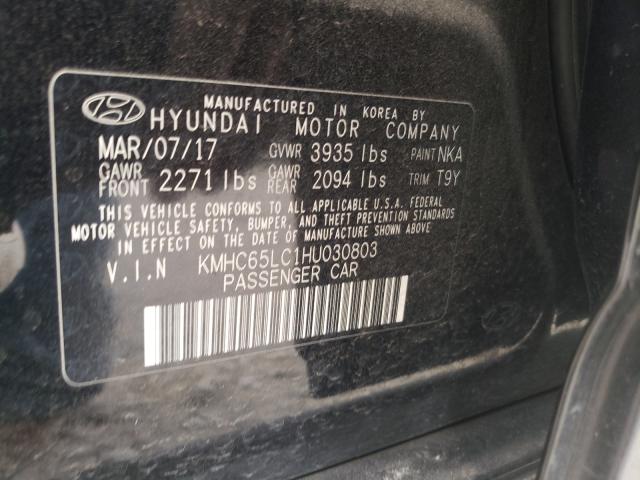 MANUFACTURED IN KOREA BY
HYUNDAI MOTOR COMPANY
MAR/07/17 GVWR 3935 lbs PAINT NKA
GAWR FRONT 2271 lbs GAWR REAR 2094 lbs TRIM T9Y
THIS VEHICLE CONFORMS TO ALL APPLICABLE U.S.A. FEDERAL
MOTOR VEHICLE SAFETY, BUMPER, AND THEFT PREVENTION STANDARDS
IN EFFECT ON THE DATE OF MANUFACTURE SHOWN ABOVE.
V.I.N KMHC65LC1HU030803
PASSENGER CAR